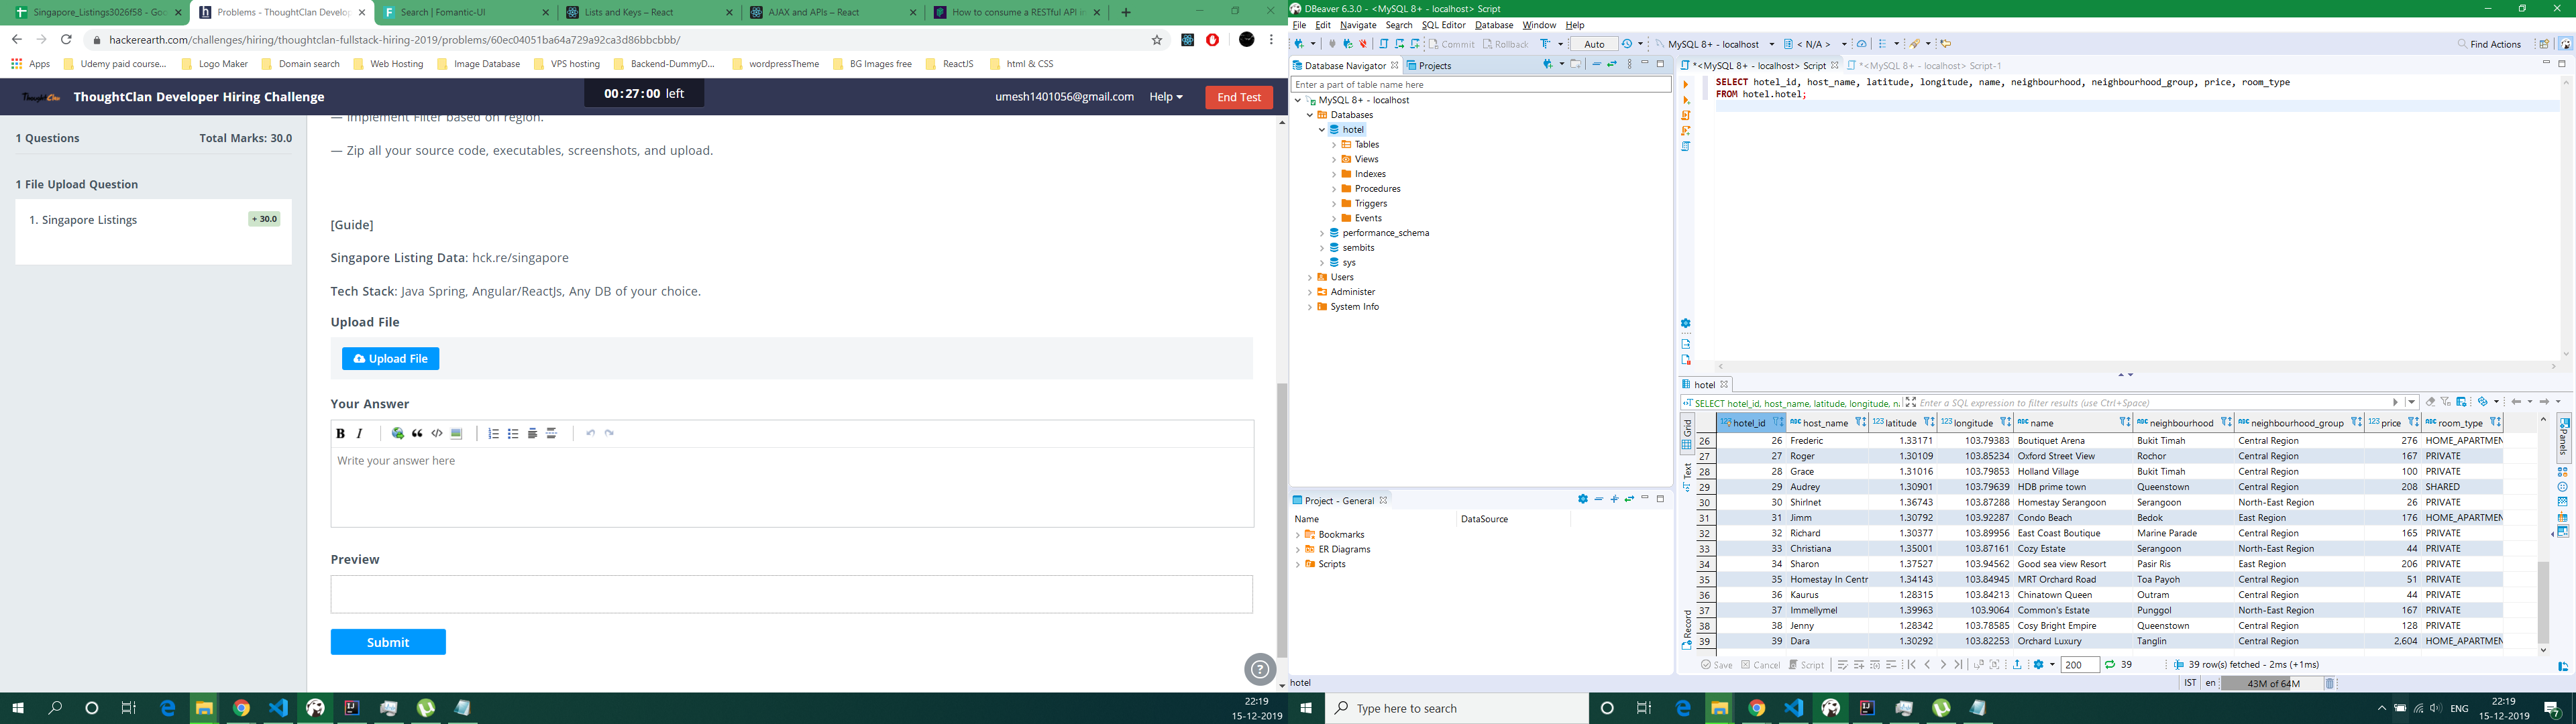 Singapore_Listings3026f58 - Goo
Problems - ThoughtClan Develop
Search | Fomantic-UI
Lists and Keys – React
AJAX and APIs – React
How to consume a RESTful API in
hackerearth.com/challenges/hiring/thoughtclan-fullstack-hiring-2019/problems/60ec04051ba64a729a92ca3d86bbcbbb/
Apps
Udemy paid course...
Logo Maker
Domain search
Web Hosting
Image Database
VPS hosting
Backend-DummyD...
wordpressTheme
BG Images free
ReactJS
html & CSS
ThoughtClan
ThoughtClan Developer Hiring Challenge
00:27:00 left
umesh1401056@gmail.com
Help
End Test
1 Questions
Total Marks: 30.0
1 File Upload Question
1. Singapore Listings
+ 30.0
— Implement Filter based on region.
— Zip all your source code, executables, screenshots, and upload.
[Guide]
Singapore Listing Data: hck.re/singapore
Tech Stack: Java Spring, Angular/ReactJs, Any DB of your choice.
Upload File
Upload File
Your Answer
B I
Write your answer here
Preview
Submit
22:19
15-12-2019
DBeaver 6.3.0 - <MySQL 8+ - localhost> Script
File Edit Navigate Search SQL Editor Database Window Help
Commit Rollback Auto MySQL 8+ - localhost < N/A > Find Actions
Database Navigator Projects
Enter a part of table name here
MySQL 8+ - localhost
Databases
hotel
Tables
Views
Indexes
Procedures
Triggers
Events
performance_schema
sembits
sys
Users
Administer
System Info
Project - General
Name DataSource
Bookmarks
ER Diagrams
Scripts
*<MySQL 8+ - localhost> Script
*<MySQL 8+ - localhost> Script-1
SELECT hotel_id, host_name, latitude, longitude, name, neighbourhood, neighbourhood_group, price, room_type
FROM hotel.hotel;
hotel
SELECT hotel_id, host_name, latitude, longitude, n
Enter a SQL expression to filter results (use Ctrl+Space)
Grid
Text
Record
Panels
hotel_id host_name latitude longitude name neighbourhood neighbourhood_group price room_type
26 26 Frederic 1.33171 103.79383 Boutiquet Arena Bukit Timah Central Region 276 HOME_APARTMEN
27 27 Roger 1.30109 103.85234 Oxford Street View Rochor Central Region 167 PRIVATE
28 28 Grace 1.31016 103.79853 Holland Village Bukit Timah Central Region 100 PRIVATE
29 29 Audrey 1.30901 103.79639 HDB prime town Queenstown Central Region 208 SHARED
30 30 Shirlnet 1.36743 103.87288 Homestay Serangoon Serangoon North-East Region 26 PRIVATE
31 31 Jimm 1.30792 103.92287 Condo Beach Bedok East Region 176 HOME_APARTMEN
32 32 Richard 1.30377 103.89956 East Coast Boutique Marine Parade Central Region 165 PRIVATE
33 33 Christiana 1.35001 103.87161 Cozy Estate Serangoon North-East Region 44 PRIVATE
34 34 Sharon 1.37527 103.94562 Good sea view Resort Pasir Ris East Region 206 PRIVATE
35 35 Homestay In Centr 1.34143 103.84945 MRT Orchard Road Toa Payoh Central Region 51 PRIVATE
36 36 Kaurus 1.28315 103.84213 Chinatown Queen Outram Central Region 44 PRIVATE
37 37 Immellymel 1.39963 103.9064 Common's Estate Punggol North-East Region 167 PRIVATE
38 38 Jenny 1.28342 103.78585 Cosy Bright Empire Queenstown Central Region 128 PRIVATE
39 39 Dara 1.30292 103.82253 Orchard Luxury Tanglin Central Region 2,604 HOME_APARTMEN
Save Cancel Script 200 39 39 row(s) fetched - 2ms (+1ms)
hotel
IST en 43M of 64M
Type here to search
ENG
22:19
15-12-2019